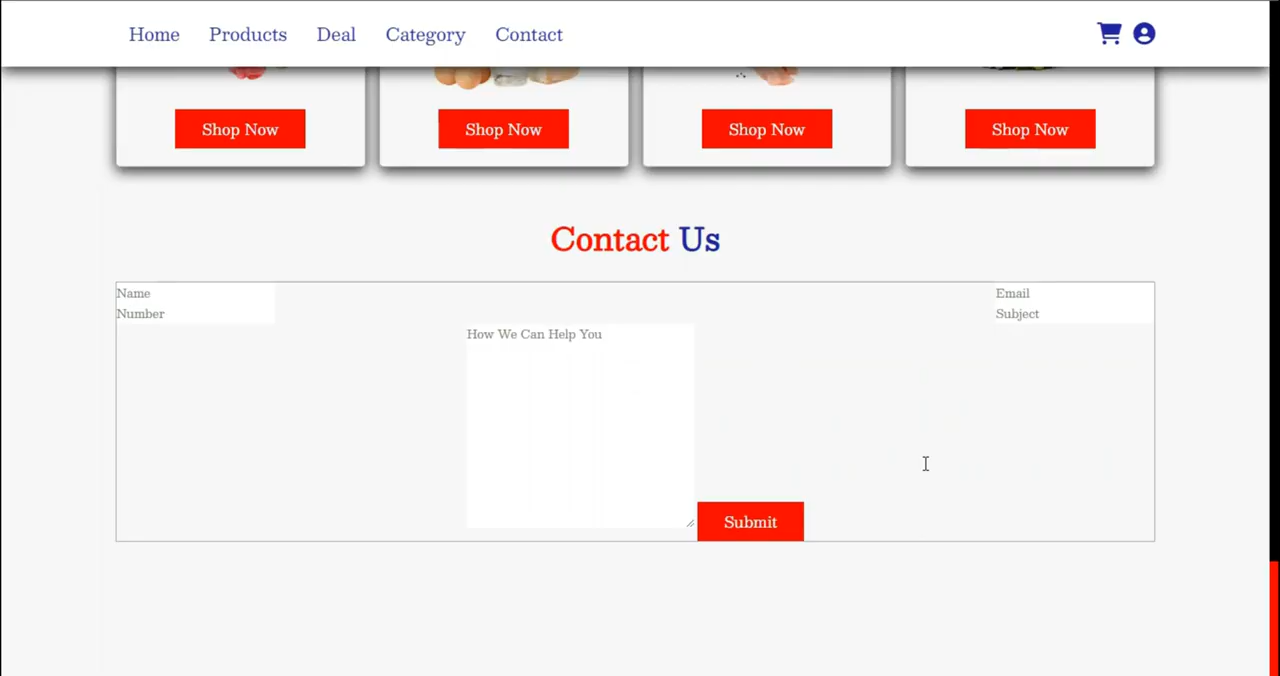 Home Products Deal Category Contact
Shop Now Shop Now Shop Now Shop Now
Contact Us
Name Email
Number Subject
How We Can Help You
Submit